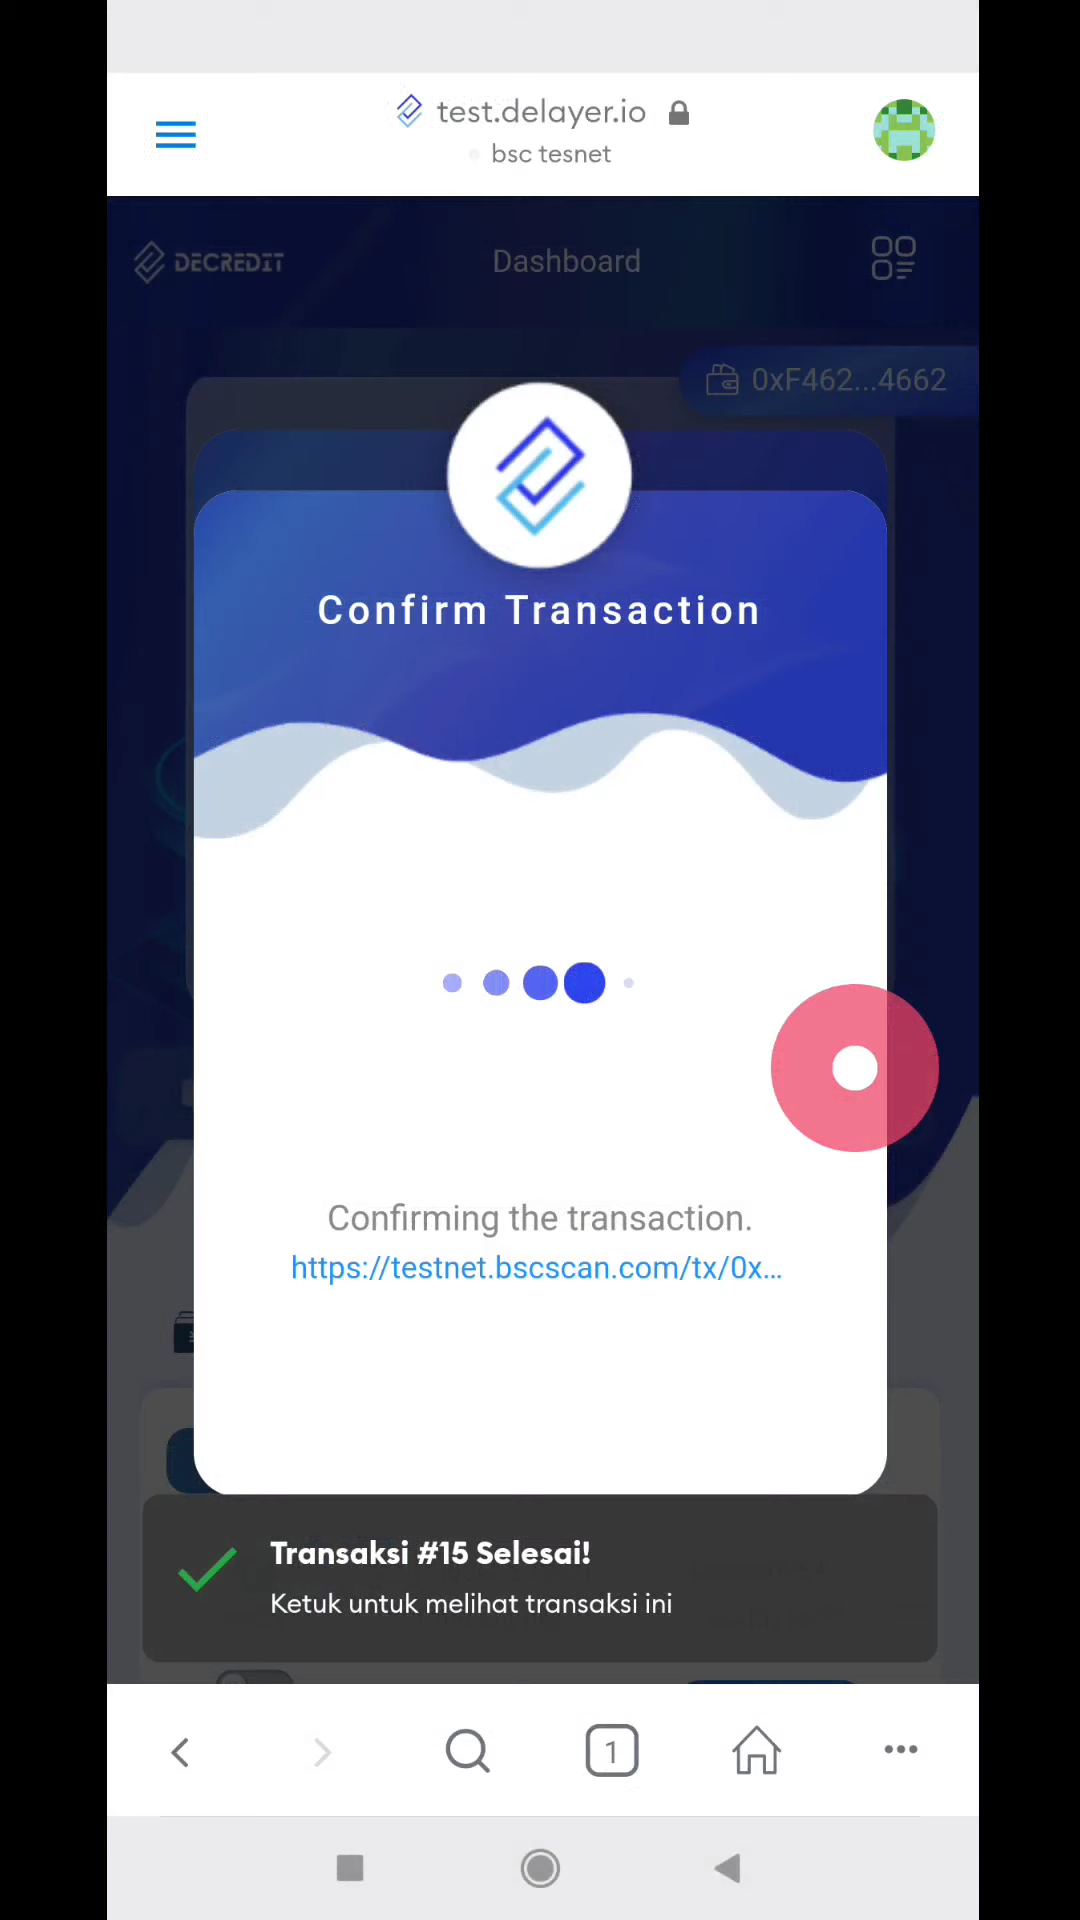 test.delayer.io
bsc tesnet
DECREDIT
Dashboard
0xF462...4662
Confirm Transaction
Confirming the transaction.
https://testnet.bscscan.com/tx/0x...
Transaksi #15 Selesai!
Ketuk untuk melihat transaksi ini
1